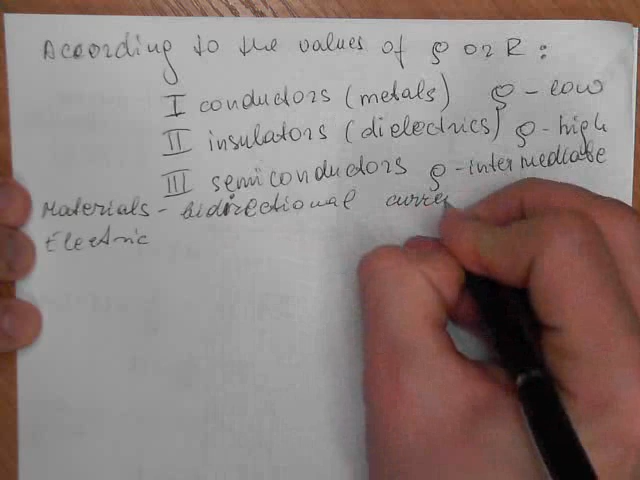 According to the values of ρ or R:
I conductors (metals) ρ - low
II insulators (dielectrics) ρ - high
III semiconductors ρ - intermediate
Materials - bidirectional curre
Electric